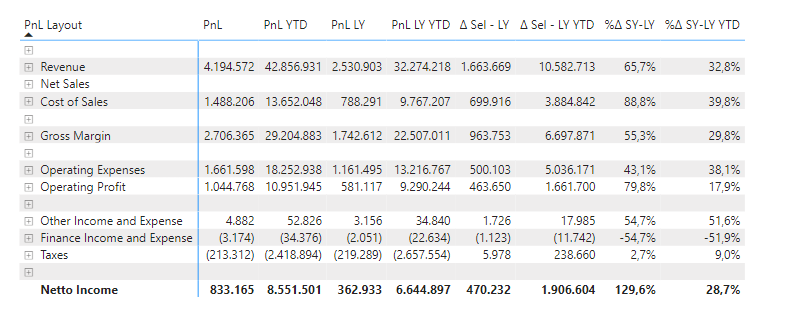 PnL Layout PnL PnL YTD PnL LY PnL LY YTD Δ Sel - LY Δ Sel - LY YTD %Δ SY-LY %Δ SY-LY YTD
Revenue 4.194.572 42.856.931 2.530.903 32.274.218 1.663.669 10.582.713 65,7% 32,8%
Net Sales
Cost of Sales 1.488.206 13.652.048 788.291 9.767.207 699.916 3.884.842 88,8% 39,8%
Gross Margin 2.706.365 29.204.883 1.742.612 22.507.011 963.753 6.697.871 55,3% 29,8%
Operating Expenses 1.661.598 18.252.938 1.161.495 13.216.767 500.103 5.036.171 43,1% 38,1%
Operating Profit 1.044.768 10.951.945 581.117 9.290.244 463.650 1.661.700 79,8% 17,9%
Other Income and Expense 4.882 52.826 3.156 34.840 1.726 17.985 54,7% 51,6%
Finance Income and Expense (3.174) (34.376) (2.051) (22.634) (1.123) (11.742) -54,7% -51,9%
Taxes (213.312) (2.418.894) (219.289) (2.657.554) 5.978 238.660 2,7% 9,0%
Netto Income 833.165 8.551.501 362.933 6.644.897 470.232 1.906.604 129,6% 28,7%